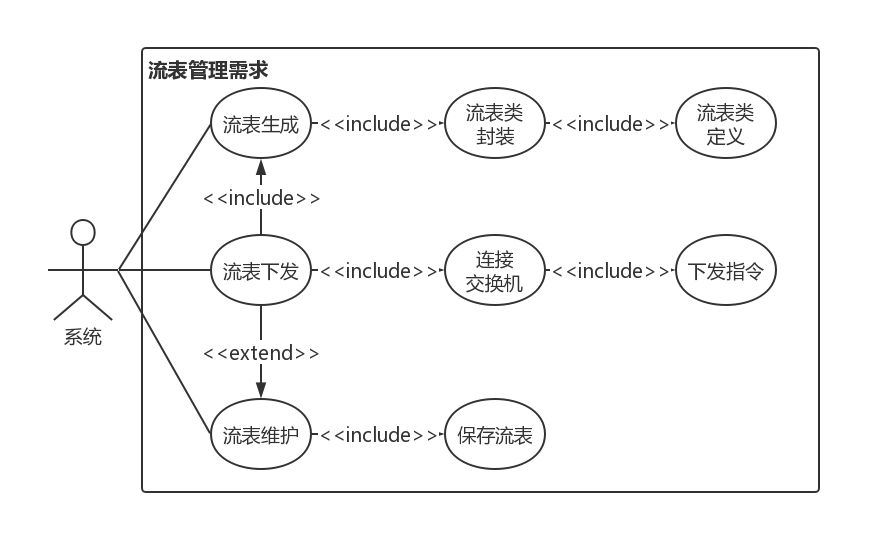 流表管理需求
流表生成
<<include>>
流表类
封装
<<include>>
流表类
定义
<<include>>
流表下发
<<include>>
连接
交换机
<<include>>
下发指令
系统
<<extend>>
流表维护
<<include>>
保存流表